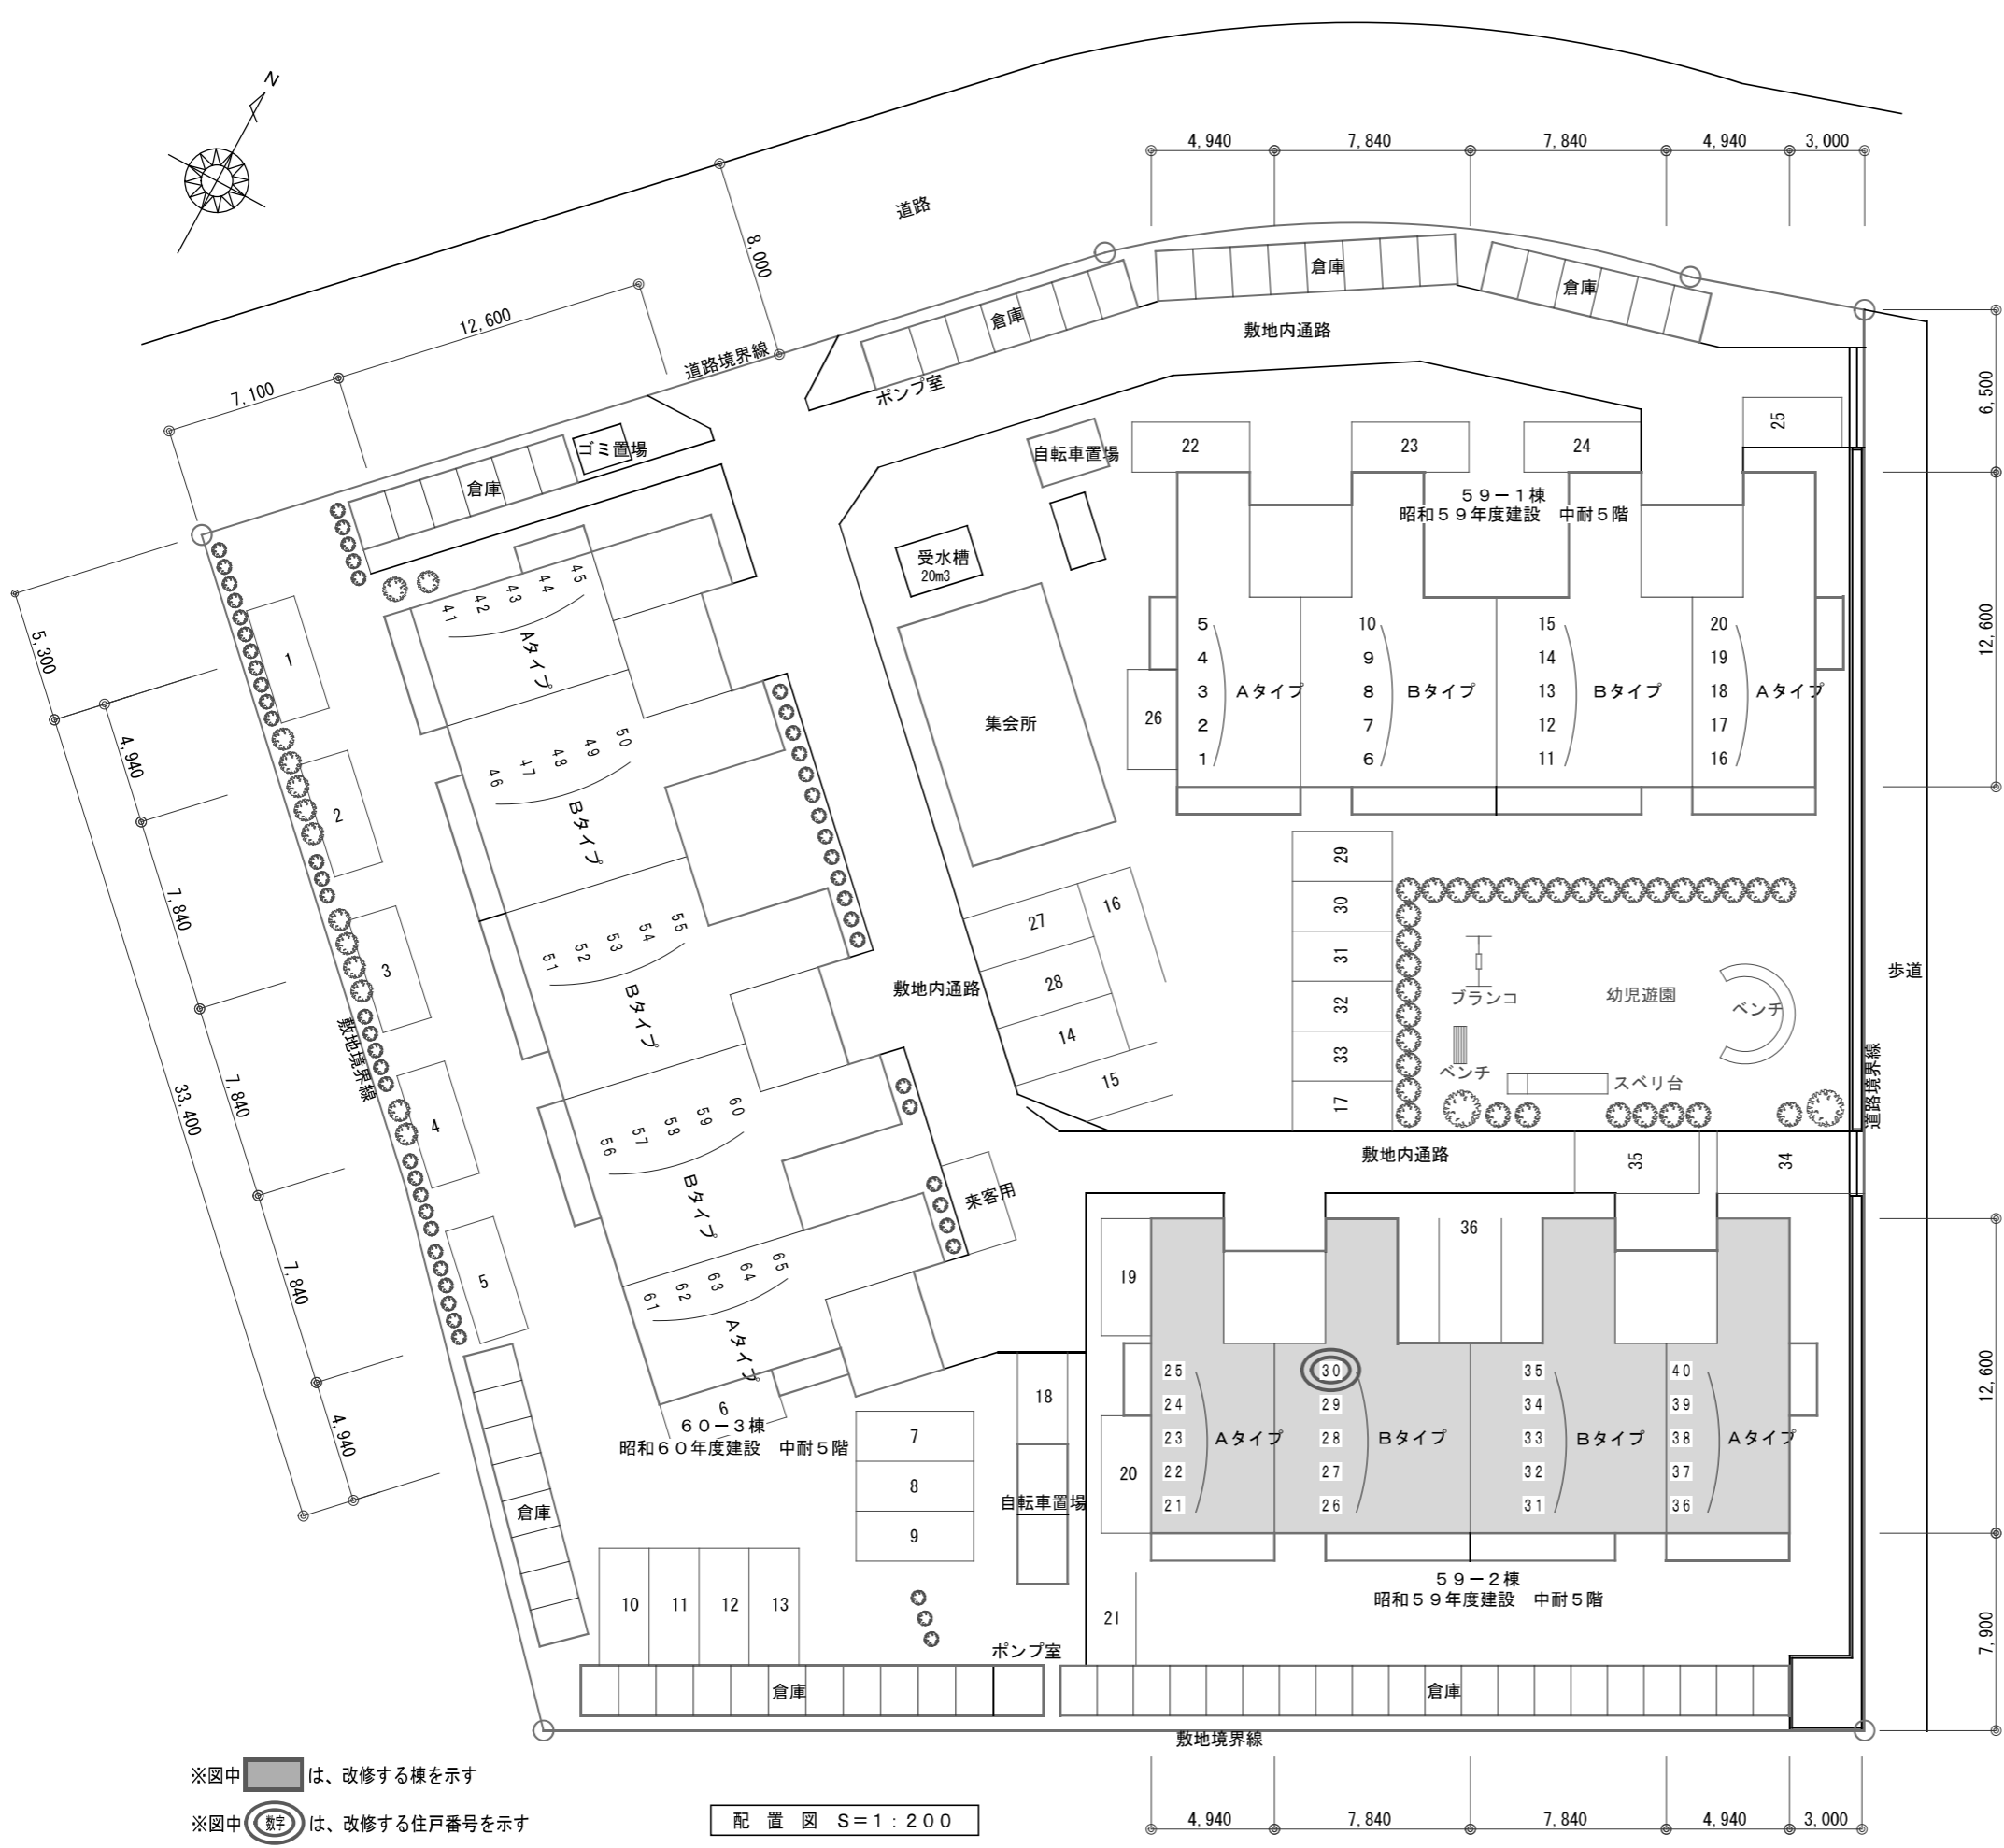 N
4,940
7,840
7,840
4,940
3,000
道路
8,000
倉庫
倉庫
倉庫
12,600
道路境界線
敷地内通路
ポンプ室
7,100
6,500
ゴミ置場
倉庫
自転車置場
22
23
24
25
59－1棟
昭和59年度建設　中耐5階
受水槽
20m3
41
42
43
44
45
Aタイプ
5
4
3
2
1
Aタイプ
10
9
8
7
6
Bタイプ
15
14
13
12
11
Bタイプ
20
19
18
17
16
Aタイプ
12,600
26
集会所
1
2
3
4
5
5,300
4,940
7,840
7,840
7,840
4,940
33,400
敷地境界線
46
47
48
49
50
Bタイプ
51
52
53
54
55
Bタイプ
56
57
58
59
60
Bタイプ
61
62
63
64
65
Aタイプ
27
16
28
14
15
敷地内通路
29
30
31
32
33
17
ブランコ
幼児遊園
ベンチ
ベンチ
スベリ台
歩道
道路境界線
敷地内通路
35
34
来客用
19
36
20
25
24
23
22
21
Aタイプ
30
29
28
27
26
Bタイプ
35
34
33
32
31
Bタイプ
40
39
38
37
36
Aタイプ
12,600
6
60－3棟
昭和60年度建設　中耐5階
7
8
9
18
自転車置場
倉庫
10
11
12
13
21
59－2棟
昭和59年度建設　中耐5階
7,900
ポンプ室
倉庫
倉庫
敷地境界線
※図中　は、改修する棟を示す
※図中 数字 は、改修する住戸番号を示す
配　置　図　S＝1：200
4,940
7,840
7,840
4,940
3,000